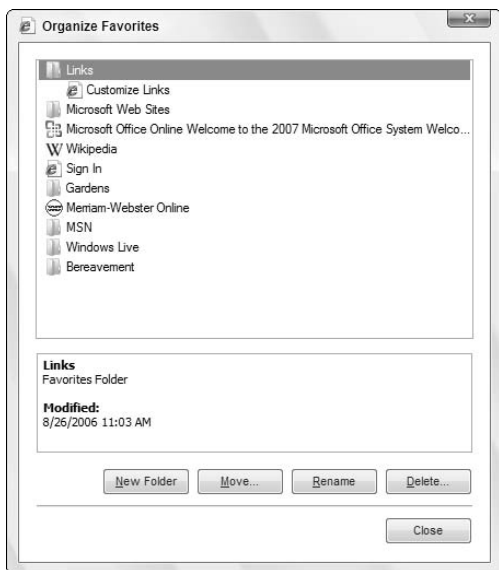 Organize Favorites
Links
Customize Links
Microsoft Web Sites
Microsoft Office Online Welcome to the 2007 Microsoft Office System Welco...
Wikipedia
Sign In
Gardens
Merriam-Webster Online
MSN
Windows Live
Bereavement
Links
Favorites Folder
Modified:
8/26/2006 11:03 AM
New Folder Move... Rename Delete...
Close